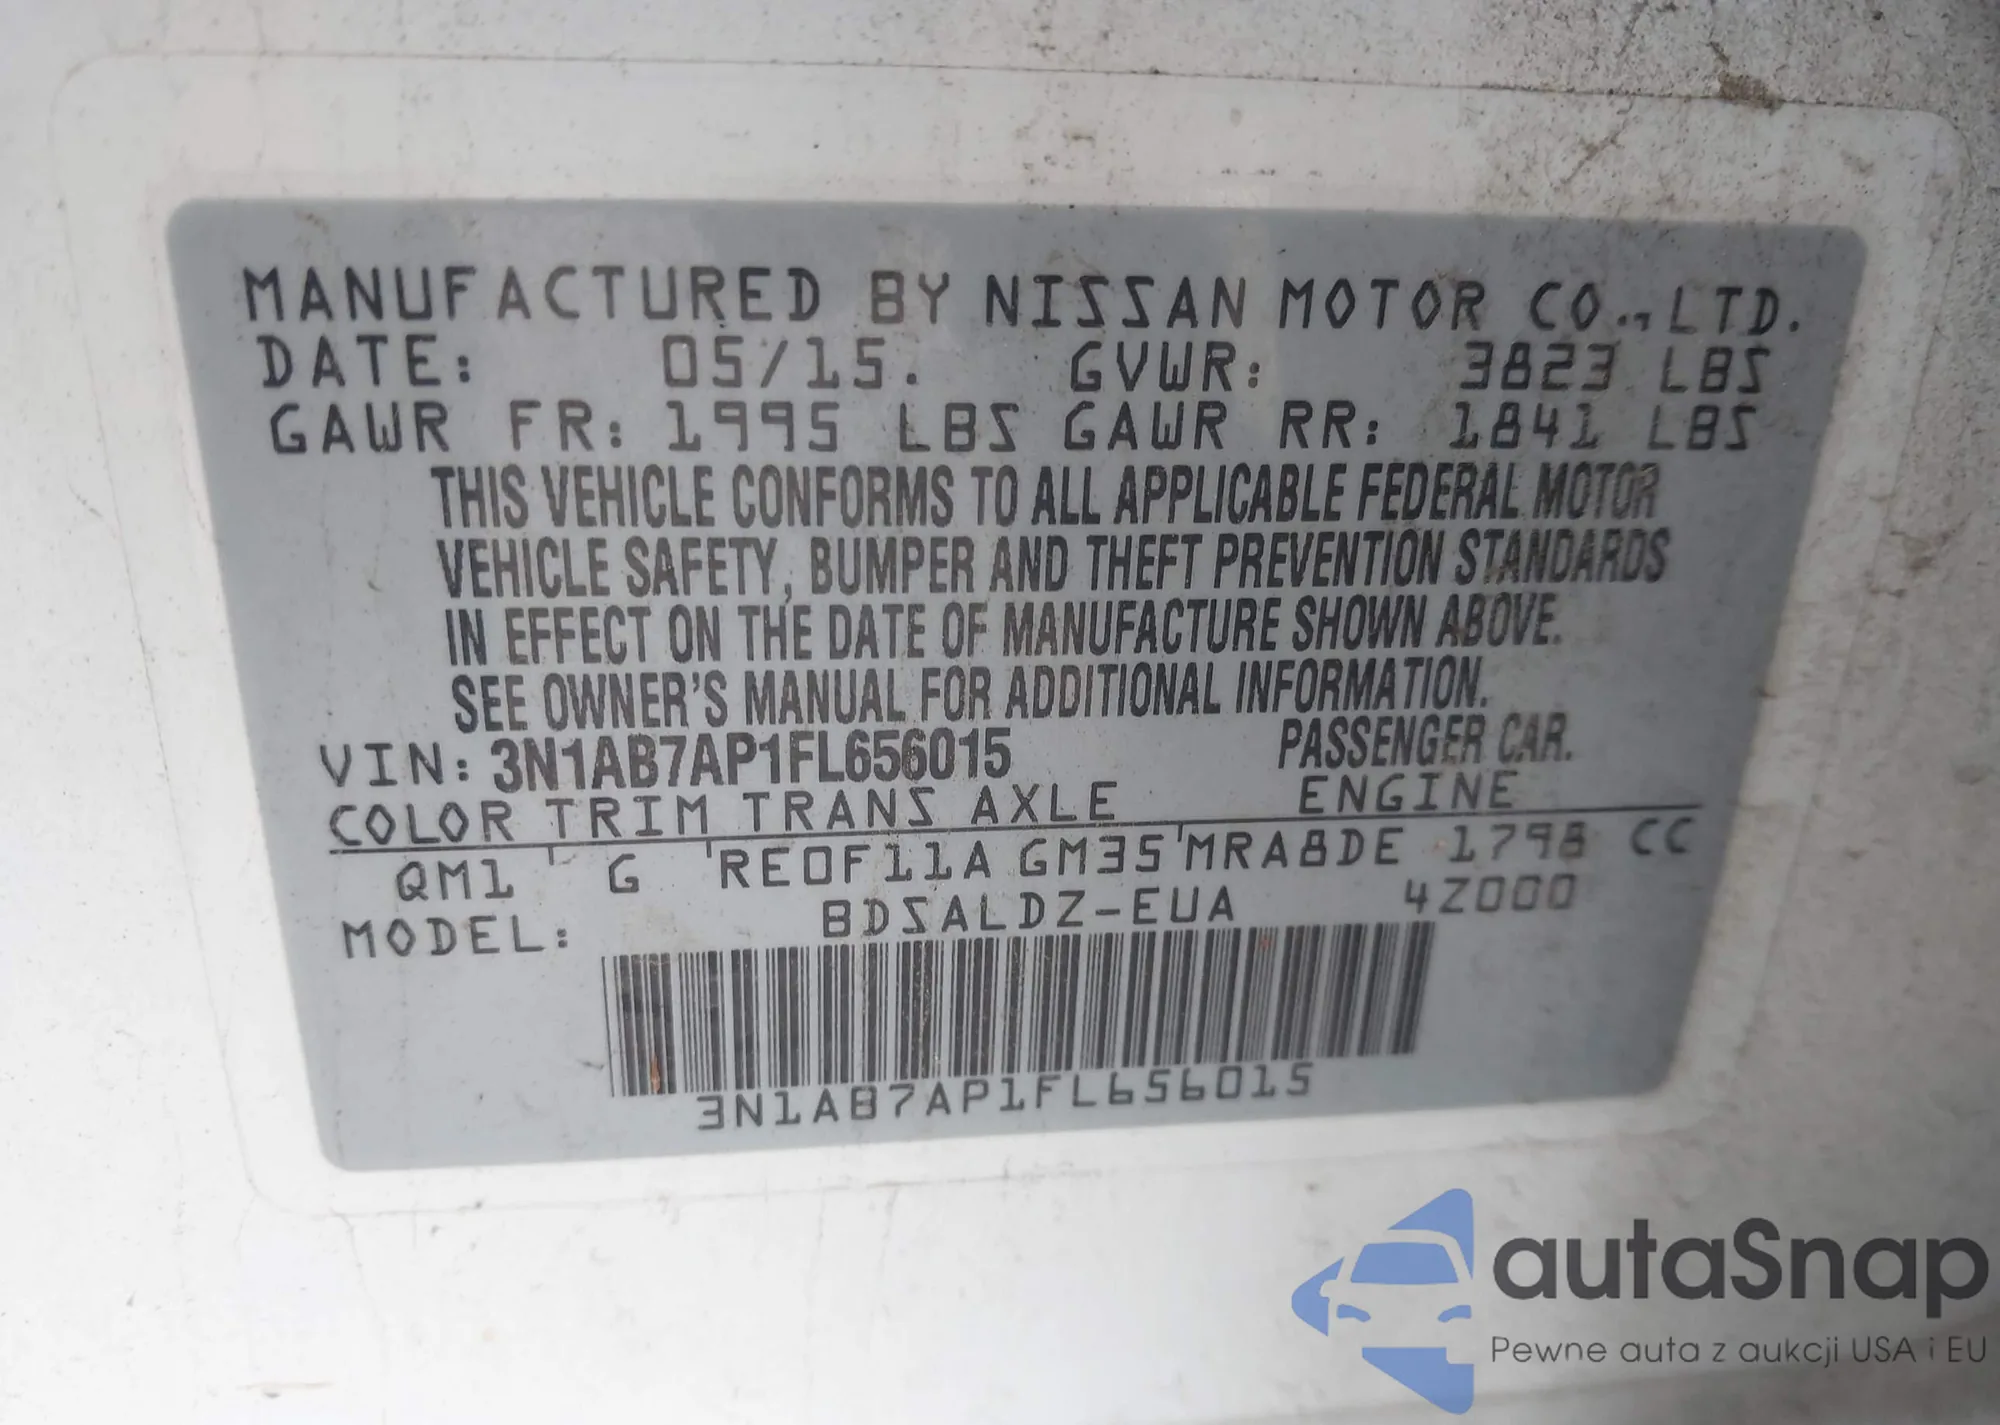 MANUFACTURED BY NISSAN MOTOR CO., LTD.
DATE: 05/15. GVWR: 3823 LBS
GAWR FR: 1995 LBS GAWR RR: 1841 LBS
THIS VEHICLE CONFORMS TO ALL APPLICABLE FEDERAL MOTOR
VEHICLE SAFETY, BUMPER AND THEFT PREVENTION STANDARDS
IN EFFECT ON THE DATE OF MANUFACTURE SHOWN ABOVE.
SEE OWNER'S MANUAL FOR ADDITIONAL INFORMATION.
VIN: 3N1AB7AP1FL656015 PASSENGER CAR.
COLOR TRIM TRANS AXLE ENGINE
QM1 G RE0F11A GM35 MRA8DE 1798 CC
MODEL: BDSALDZ-EUA 4Z000
3N1AB7AP1FL656015
autaSnap
Pewne auta z aukcji USA i EU